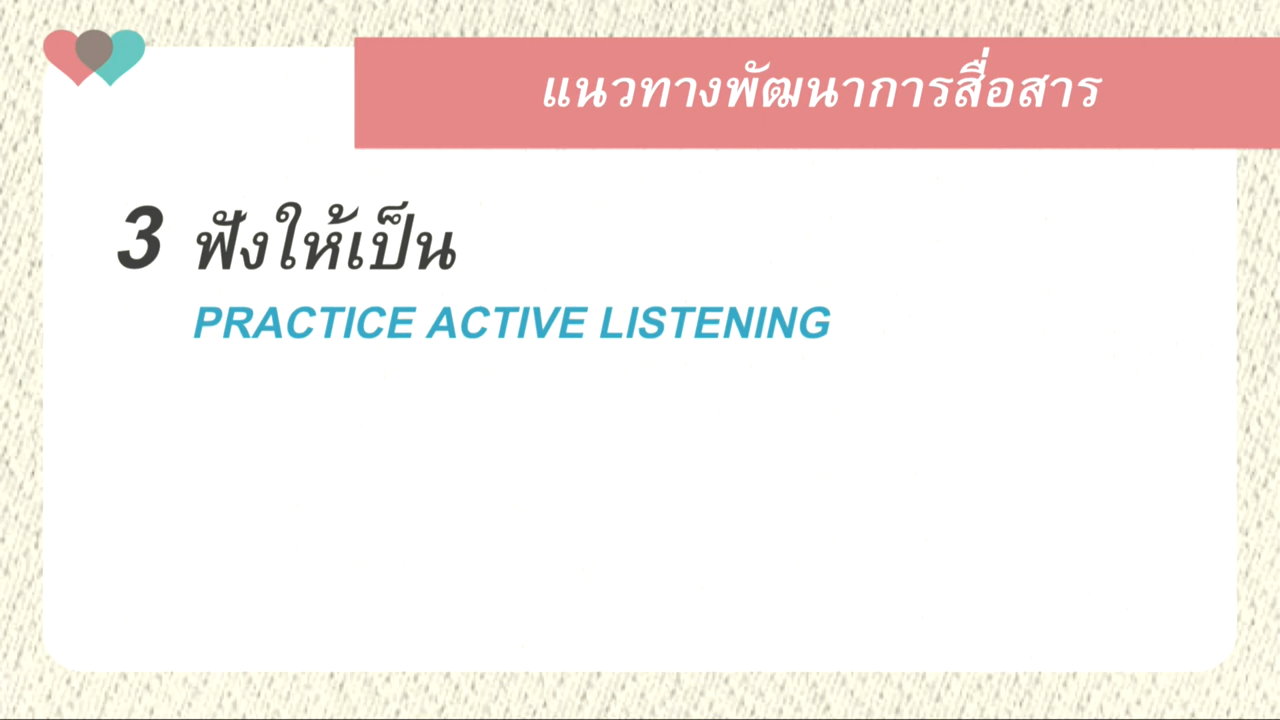 แนวทางพัฒนาการสื่อสาร
3 ฟังให้เป็น
PRACTICE ACTIVE LISTENING